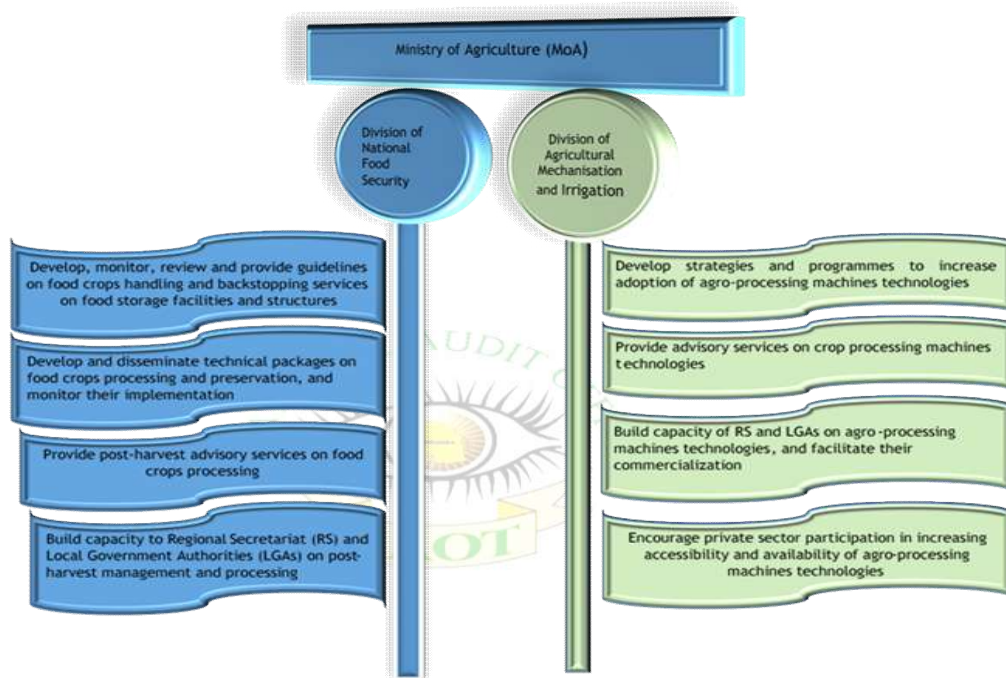 Ministry of Agriculture (MoA)
Division of
National
Food
Security
Division of
Agricultural
Mechanisation
and Irrigation
Develop, monitor, review and provide guidelines
on food crops handling and backstopping services
on food storage facilities and structures
Develop and disseminate technical packages on
food crops processing and preservation, and
monitor their implementation
Provide post-harvest advisory services on food
crops processing
Build capacity to Regional Secretariat (RS) and
Local Government Authorities (LGAs) on post-
harvest management and processing
Develop strategies and programmes to increase
adoption of agro-processing machines technologies
Provide advisory services on crop processing machines
technologies
Build capacity of RS and LGAs on agro-processing
machines technologies, and facilitate their
commercialization
Encourage private sector participation in increasing
accessibility and availability of agro-processing
machines technologies
AUDIT
OT